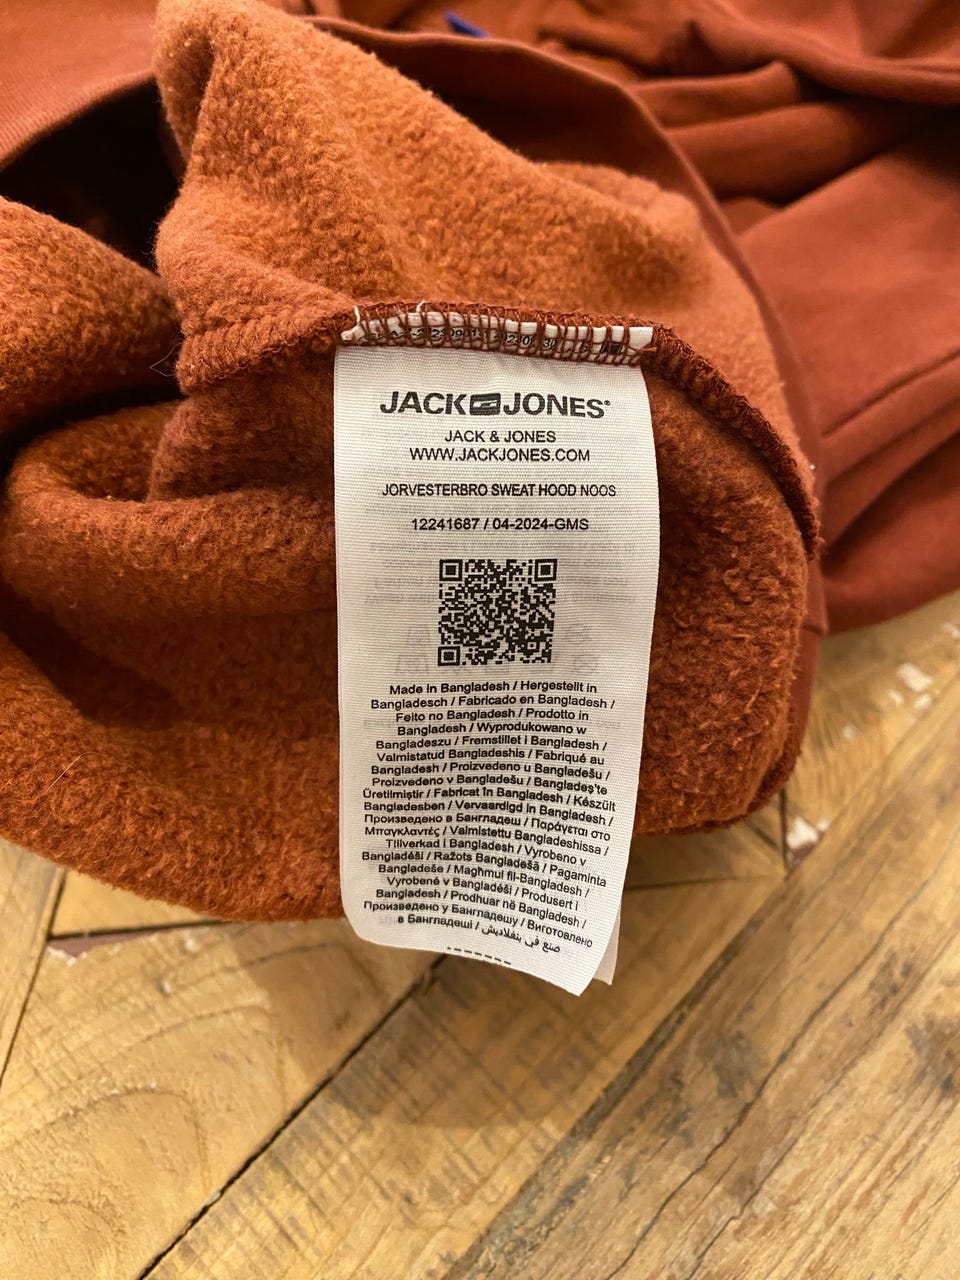 JACK JONES®
JACK & JONES
WWW.JACKJONES.COM
JORVESTERBRO SWEAT HOOD NOOS
12241687 / 04-2024-GMS
Made in Bangladesh / Hergestellt in
Bangladesch / Fabricado en Bangladesh /
Feito no Bangladesh / Prodotto in
Bangladesh / Wyprodukowano w
Bangladeszu / Fremstillet i Bangladesh /
Valmistatud Bangladeshis / Fabriqué au
Bangladesh / Proizvedeno u Bangladešu /
Proizvedeno v Bangladešu / Bangladeş'te
Üretilmiştir / Fabricat în Bangladesh / Készült
Bangladesben / Vervaardigd in Bangladesh /
Произведено в Бангладеш / Παράγεται στο
Μπαγκλαντές / Valmistettu Bangladeshissa /
Tillverkad i Bangladesh / Vyrobeno v
Bangladéši / Ražots Bangladešā / Pagaminta
Bangladeše / Magħmul fil-Bangladesh /
Vyrobené v Bangladéši / Produsert i
Bangladesh / Prodhuar në Bangladesh /
Произведено у Бангладешу / Виготовлено
в Бангладеші / صنع في بنغلاديش